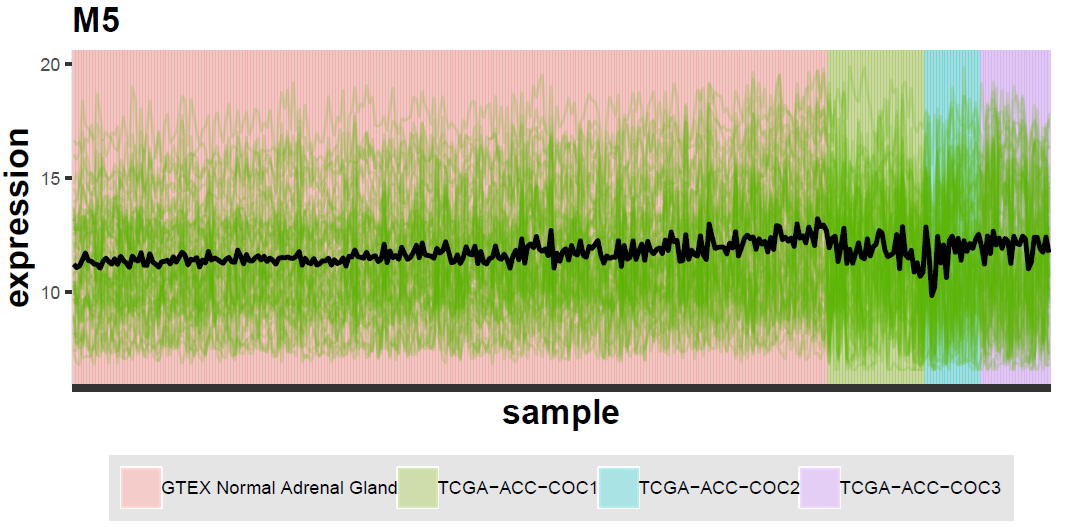 M5
20
15
10
expression
sample
GTEX Normal Adrenal Gland TCGA−ACC−COC1 TCGA−ACC−COC2 TCGA−ACC−COC3